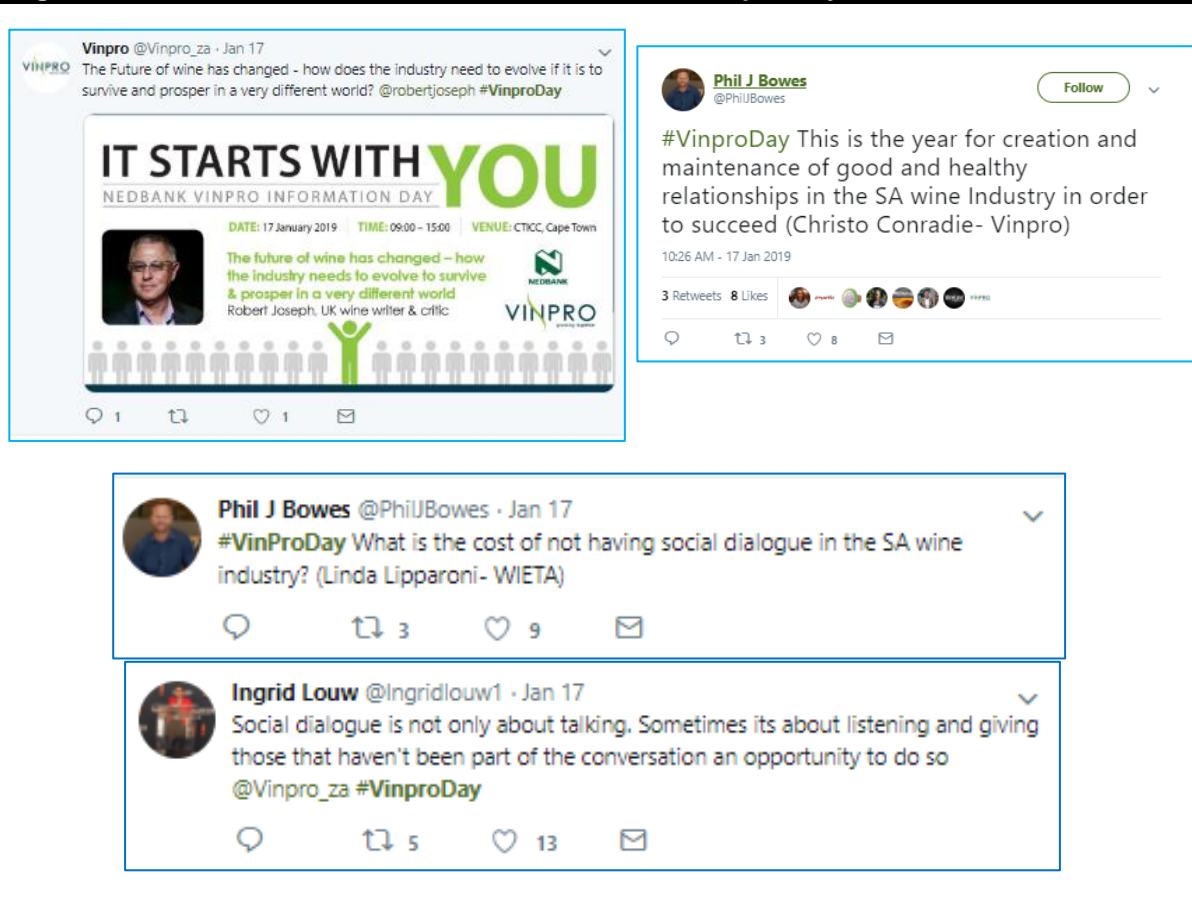 Vinpro @Vinpro_za · Jan 17
The Future of wine has changed - how does the industry need to evolve if it is to
survive and prosper in a very different world? @robertjoseph #VinproDay
VINPRO
IT STARTS WITH YOU
NEDBANK VINPRO INFORMATION DAY
DATE: 17 January 2019 TIME: 09:00 – 15:00 VENUE: CTICC, Cape Town
The future of wine has changed – how
the industry needs to evolve to survive
& prosper in a very different world
Robert Joseph, UK wine writer & critic
NEDBANK
VINPRO
1 1
Phil J Bowes
@PhilJBowes
Follow
#VinproDay This is the year for creation and
maintenance of good and healthy
relationships in the SA wine Industry in order
to succeed (Christo Conradie- Vinpro)
10:26 AM - 17 Jan 2019
3 Retweets 8 Likes
3 8
Phil J Bowes @PhilJBowes · Jan 17
#VinProDay What is the cost of not having social dialogue in the SA wine
industry? (Linda Lipparoni- WIETA)
3 9
Ingrid Louw @Ingridlouw1 · Jan 17
Social dialogue is not only about talking. Sometimes its about listening and giving
those that haven't been part of the conversation an opportunity to do so
@Vinpro_za #VinproDay
5 13